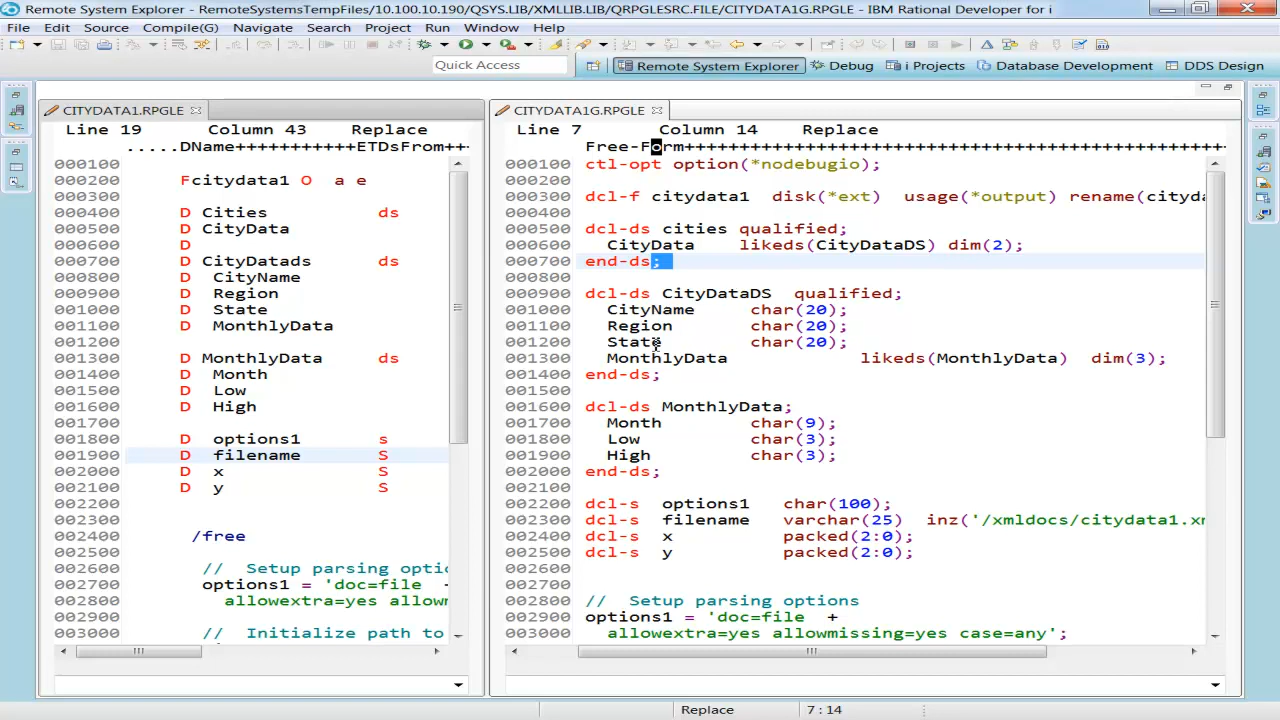 Remote System Explorer - RemoteSystemsTempFiles/10.100.10.190/QSYS.LIB/XMLLIB.LIB/QRPGLESRC.FILE/CITYDATA1G.RPGLE - IBM Rational Developer for i
File Edit Source Compile(G) Navigate Search Project Run Window Help
Quick Access Remote System Explorer Debug i Projects Database Development DDS Design
CITYDATA1.RPGLE
Line 19 Column 43 Replace
.....DName+++++++++++ETDsFrom+++
000100
000200 Fcitydata1 O a e
000300
000400 D Cities ds
000500 D CityData
000600 D
000700 D CityDatads ds
000800 D CityName
000900 D Region
001000 D State
001100 D MonthlyData
001200
001300 D MonthlyData ds
001400 D Month
001500 D Low
001600 D High
001700
001800 D options1 s
001900 D filename S
002000 D x S
002100 D y S
002200
002300
002400 /free
002500
002600 // Setup parsing optio
002700 options1 = 'doc=file +
002800 allowextra=yes allow
002900
003000 // Initialize path to
CITYDATA1G.RPGLE
Line 7 Column 14 Replace
Free-Form++++++++++++++++++++++++++++++++++++++++++++++++
000100 ctl-opt option(*nodebugio);
000200
000300 dcl-f citydata1 disk(*ext) usage(*output) rename(cityda
000400
000500 dcl-ds cities qualified;
000600 CityData likeds(CityDataDS) dim(2);
000700 end-ds;
000800
000900 dcl-ds CityDataDS qualified;
001000 CityName char(20);
001100 Region char(20);
001200 State char(20);
001300 MonthlyData likeds(MonthlyData) dim(3);
001400 end-ds;
001500
001600 dcl-ds MonthlyData;
001700 Month char(9);
001800 Low char(3);
001900 High char(3);
002000 end-ds;
002100
002200 dcl-s options1 char(100);
002300 dcl-s filename varchar(25) inz('/xmldocs/citydata1.xm
002400 dcl-s x packed(2:0);
002500 dcl-s y packed(2:0);
002600
002700
002800 // Setup parsing options
002900 options1 = 'doc=file +
003000 allowextra=yes allowmissing=yes case=any';
Replace 7:14